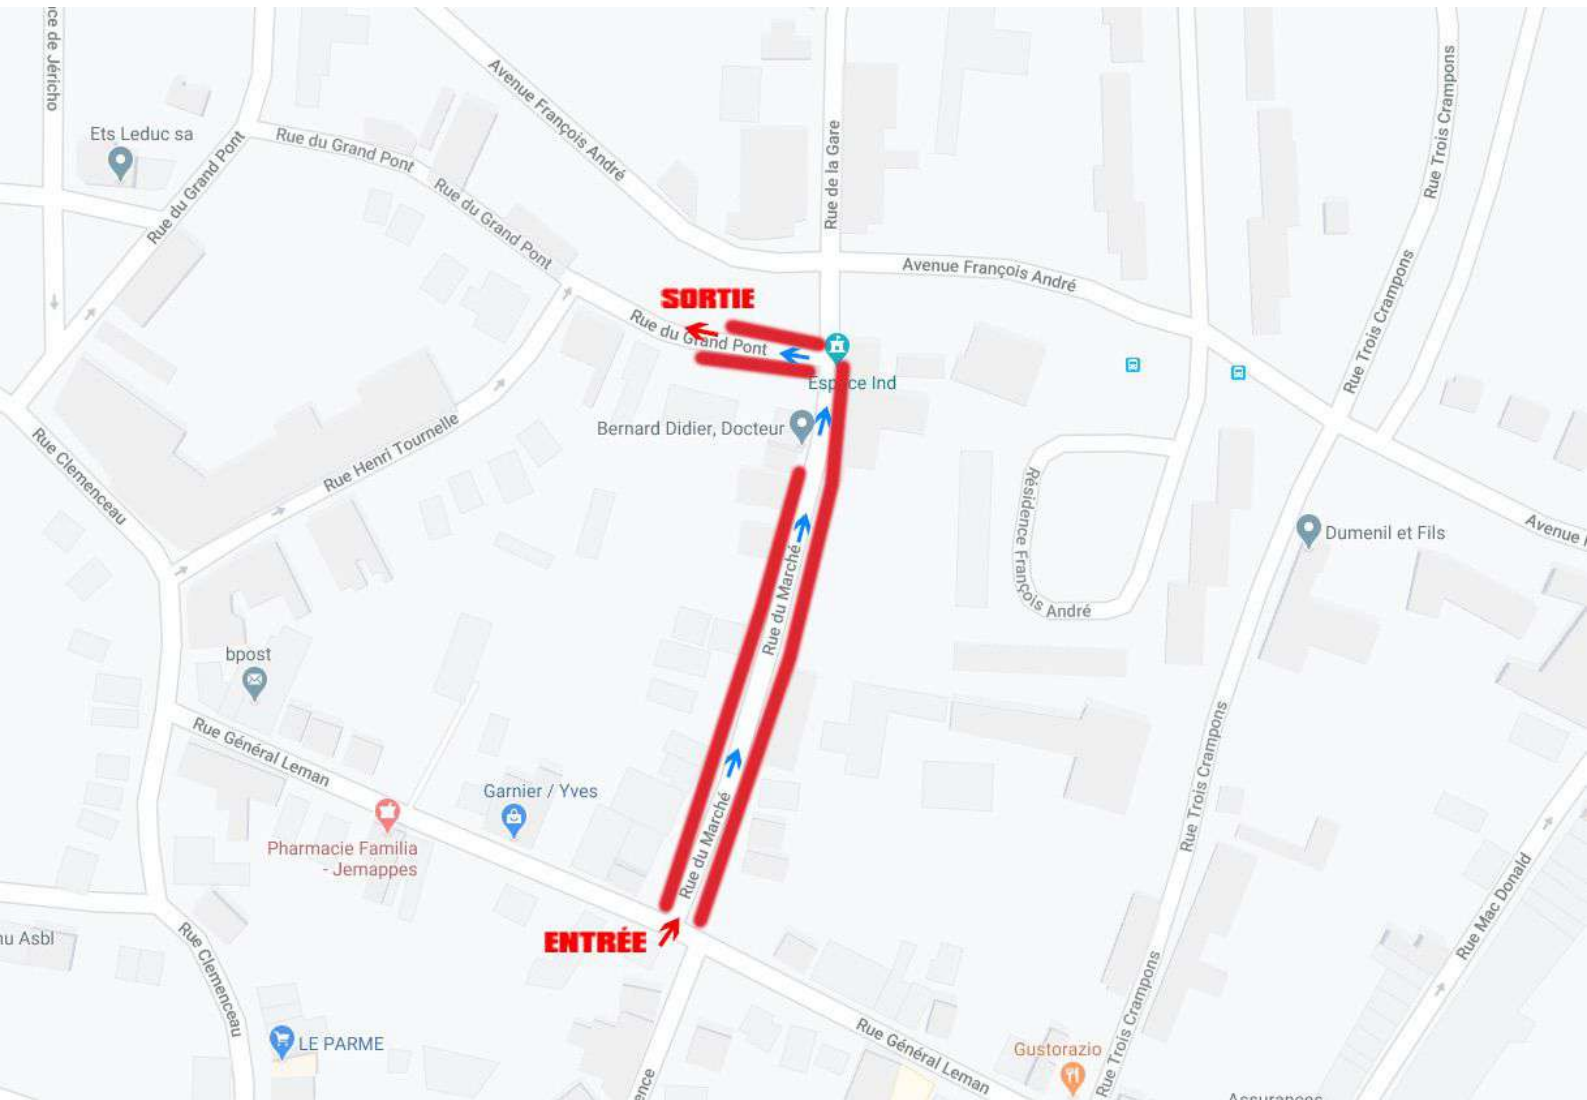 ce de Jéricho
Ets Leduc sa
Rue du Grand Pont
Rue du Grand Pont
Rue du Grand Pont
Avenue François André
Rue de la Gare
Avenue François André
Rue Trois Crampons
Rue Trois Crampons
SORTIE
Rue du Grand Pont
Espace Ind
Bernard Didier, Docteur
Rue Clemenceau
Rue Henri Tournelle
Résidence François André
Dumenil et Fils
Avenue
Rue du Marché
bpost
Rue Général Leman
Garnier / Yves
Pharmacie Familia
- Jemappes
Rue du Marché
Rue Trois Crampons
Rue Mac Donald
ENTRÉE
nu Asbl
Rue Clemenceau
LE PARME
ence
Rue Général Leman
Gustorazio
Rue Trois Crampons
Assurances